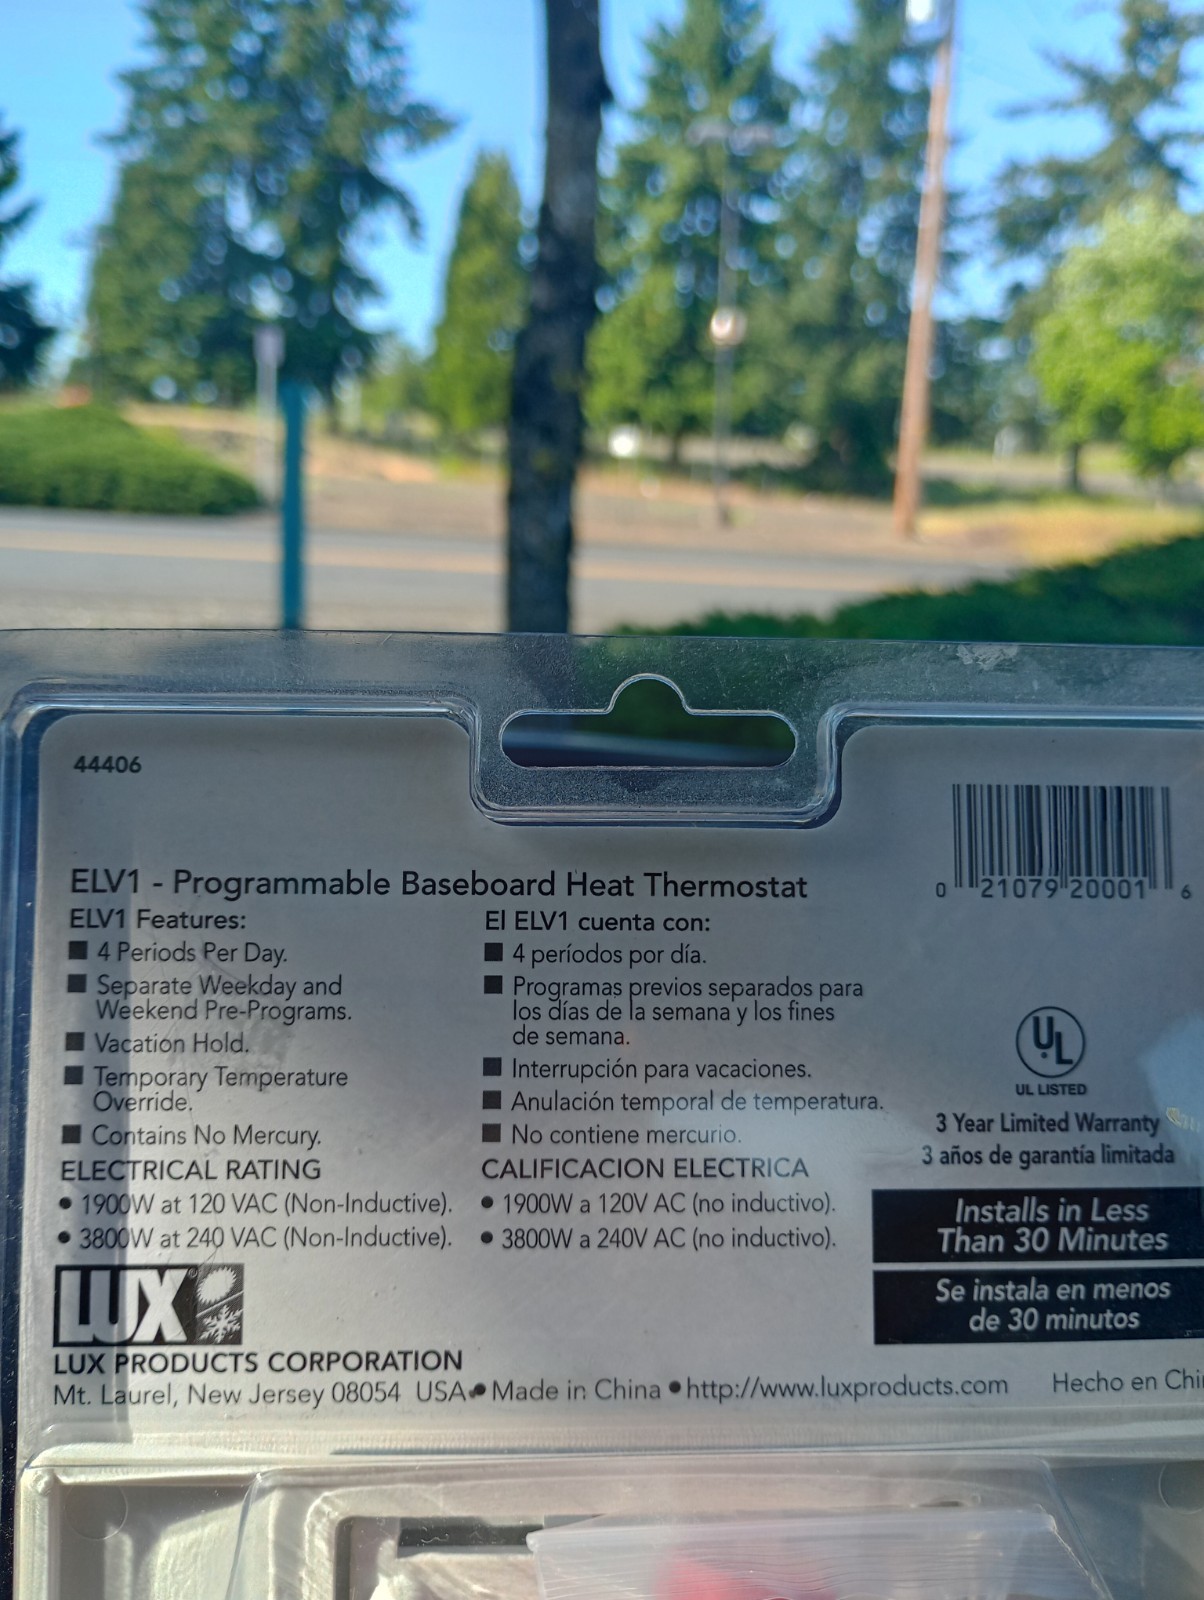 44406
0 21079 20001 6
ELV1 - Programmable Baseboard Heat Thermostat
ELV1 Features:
■ 4 Periods Per Day.
■ Separate Weekday and
Weekend Pre-Programs.
■ Vacation Hold.
■ Temporary Temperature
Override.
■ Contains No Mercury.
ELECTRICAL RATING
• 1900W at 120 VAC (Non-Inductive).
• 3800W at 240 VAC (Non-Inductive).
El ELV1 cuenta con:
■ 4 períodos por día.
■ Programas previos separados para
los días de la semana y los fines
de semana.
■ Interrupción para vacaciones.
■ Anulación temporal de temperatura.
■ No contiene mercurio.
CALIFICACION ELECTRICA
• 1900W a 120V AC (no inductivo).
• 3800W a 240V AC (no inductivo).
UL
UL LISTED
3 Year Limited Warranty
3 años de garantía limitada
Installs in Less
Than 30 Minutes
Se instala en menos
de 30 minutos
LUX®
LUX PRODUCTS CORPORATION
Mt. Laurel, New Jersey 08054 USA • Made in China • http://www.luxproducts.com Hecho en Chi